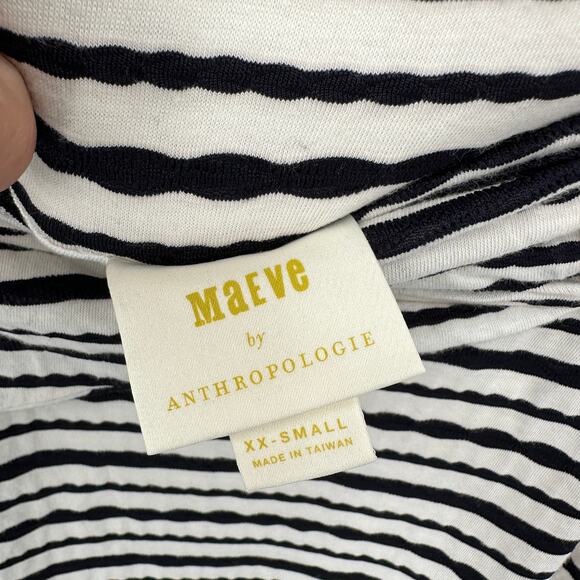 MaEVe
by
ANTHROPOLOGIE
XX-SMALL
MADE IN TAIWAN